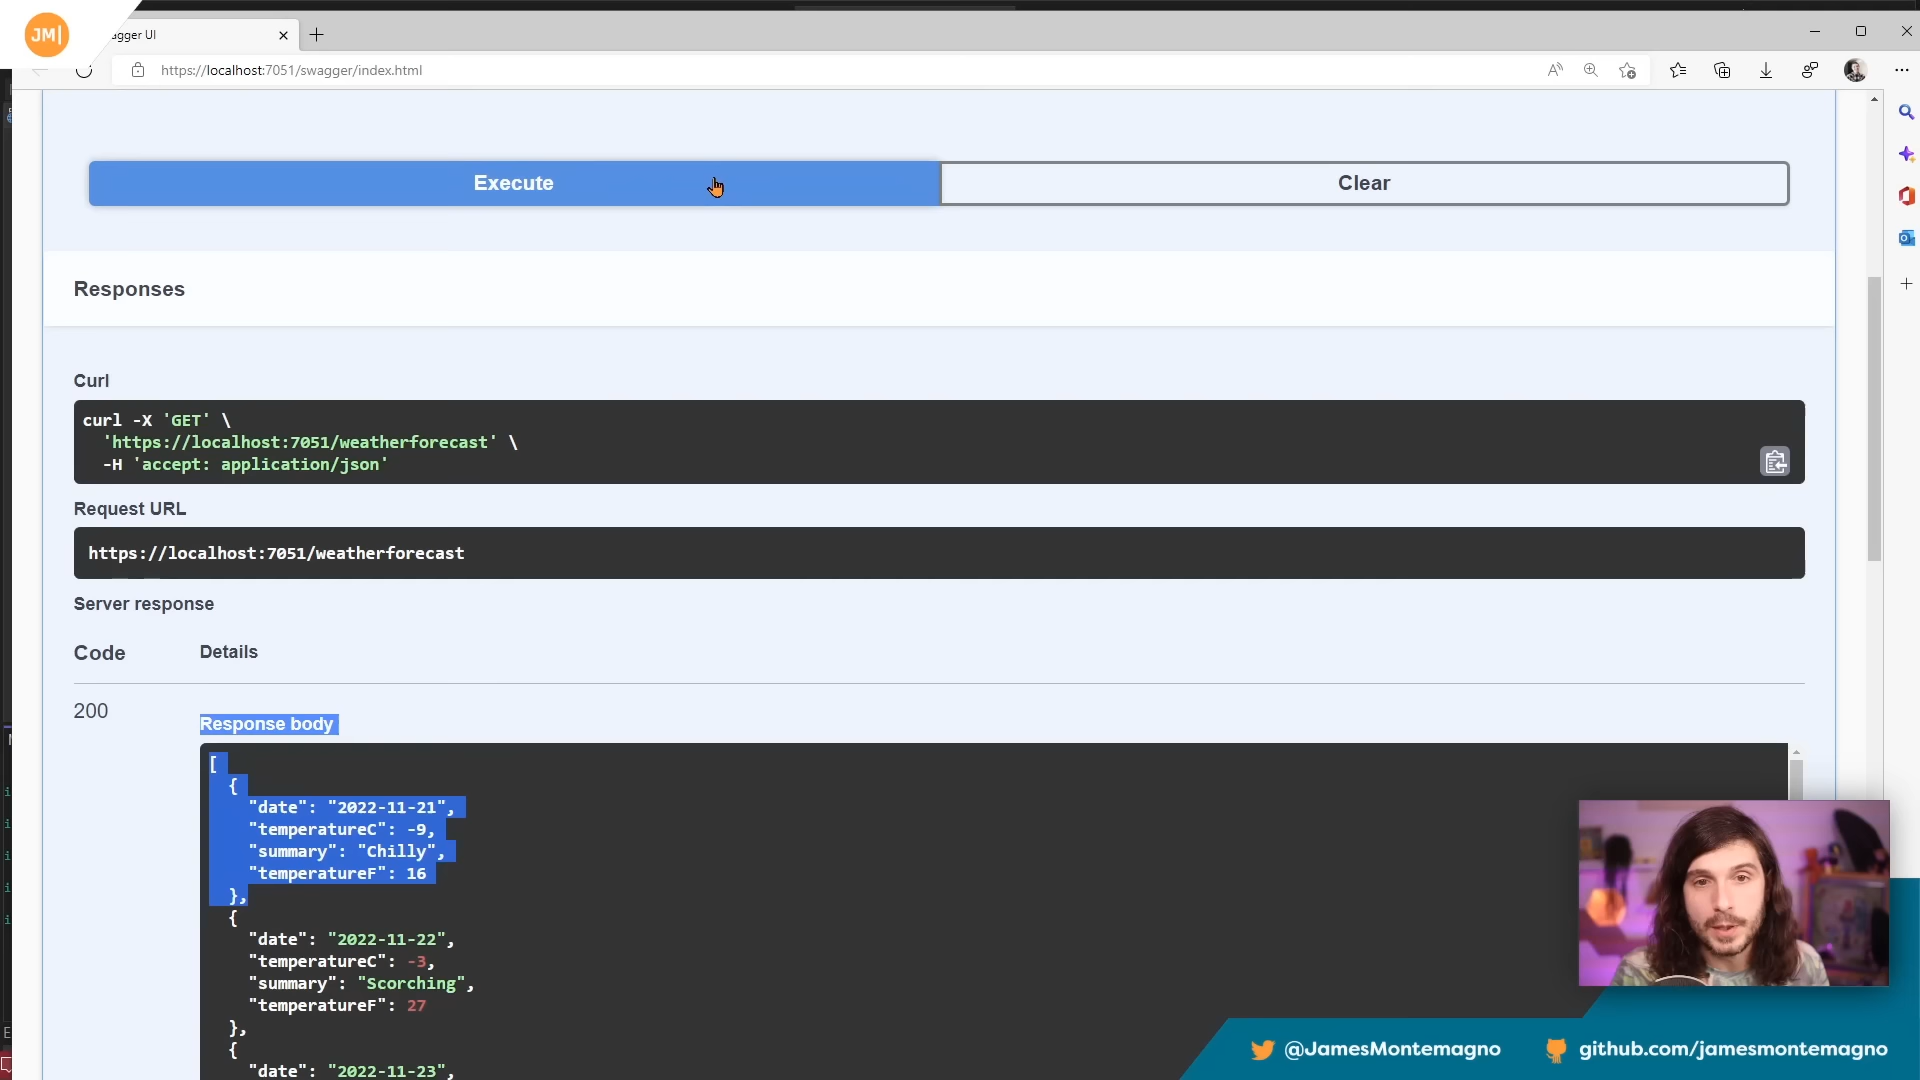 JM|
agger UI
https://localhost:7051/swagger/index.html
Execute
Clear
Responses
Curl
curl -X 'GET' \
'https://localhost:7051/weatherforecast' \
-H 'accept: application/json'
Request URL
https://localhost:7051/weatherforecast
Server response
Code
Details
200
Response body
[
{
"date": "2022-11-21",
"temperatureC": -9,
"summary": "Chilly",
"temperatureF": 16
},
{
"date": "2022-11-22",
"temperatureC": -3,
"summary": "Scorching",
"temperatureF": 27
},
{
"date": "2022-11-23",
@JamesMontemagno
github.com/jamesmontemagno